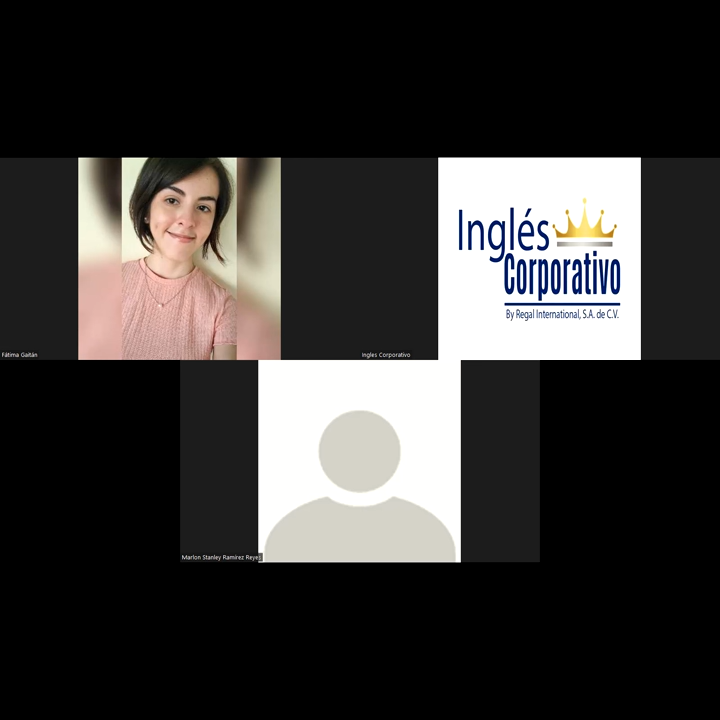 Inglés
Corporativo
By Regal International, S.A. de C.V.
Fátima Gaitán
Ingles Corporativo
Marlon Stanley Ramirez Reyes